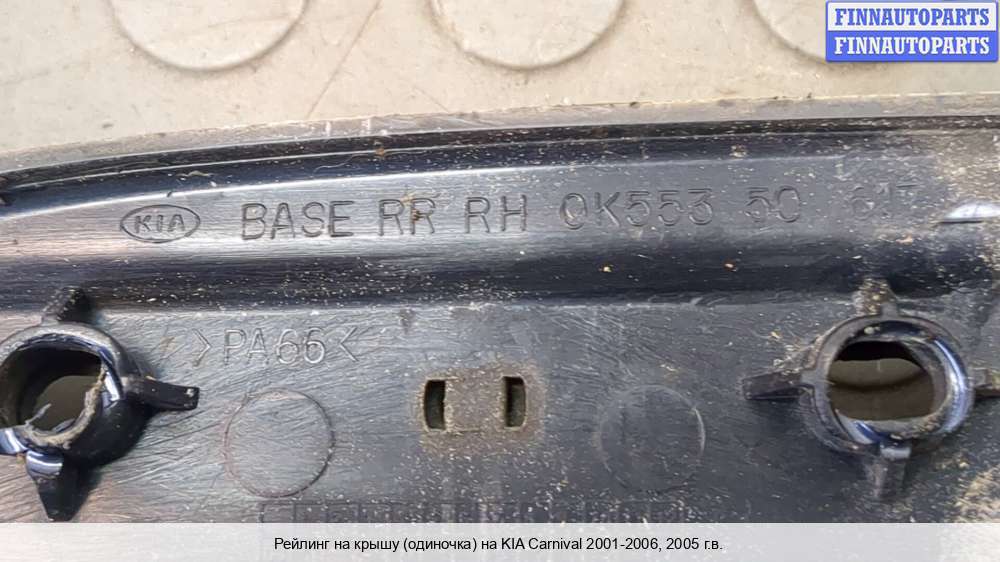 FINNAUTOPARTS
FINNAUTOPARTS
KIA BASE RR RH 0K553 50
>PA66<
Рейлинг на крышу (одиночка) на KIA Carnival 2001-2006, 2005 г.в.